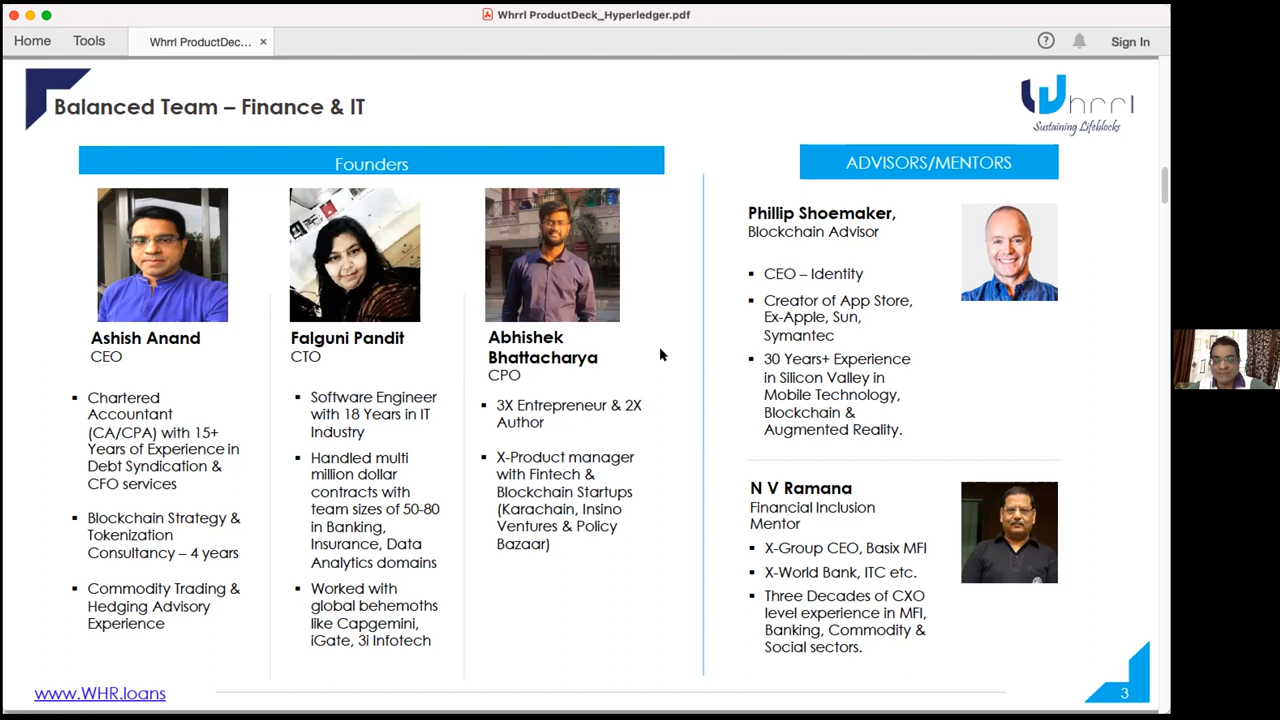 Whrrl ProductDeck_Hyperledger.pdf
Home
Tools
Whrrl ProductDec...
×
Sign In
Balanced Team – Finance & IT
Whrrl
Sustaining Lifeblocks
Founders
Ashish Anand
CEO
▪ Chartered
Accountant
(CA/CPA) with 15+
Years of Experience in
Debt Syndication &
CFO services
▪ Blockchain Strategy &
Tokenization
Consultancy – 4 years
▪ Commodity Trading &
Hedging Advisory
Experience
Falguni Pandit
CTO
▪ Software Engineer
with 18 Years in IT
Industry
▪ Handled multi
million dollar
contracts with
team sizes of 50-80
in Banking,
Insurance, Data
Analytics domains
▪ Worked with
global behemoths
like Capgemini,
iGate, 3i Infotech
Abhishek
Bhattacharya
CPO
▪ 3X Entrepreneur & 2X
Author
▪ X-Product manager
with Fintech &
Blockchain Startups
(Karachain, Insino
Ventures & Policy
Bazaar)
ADVISORS/MENTORS
Phillip Shoemaker,
Blockchain Advisor
▪ CEO – Identity
▪ Creator of App Store,
Ex-Apple, Sun,
Symantec
▪ 30 Years+ Experience
in Silicon Valley in
Mobile Technology,
Blockchain &
Augmented Reality.
N V Ramana
Financial Inclusion
Mentor
▪ X-Group CEO, Basix MFI
▪ X-World Bank, ITC etc.
▪ Three Decades of CXO
level experience in MFI,
Banking, Commodity &
Social sectors.
www.WHR.loans
3